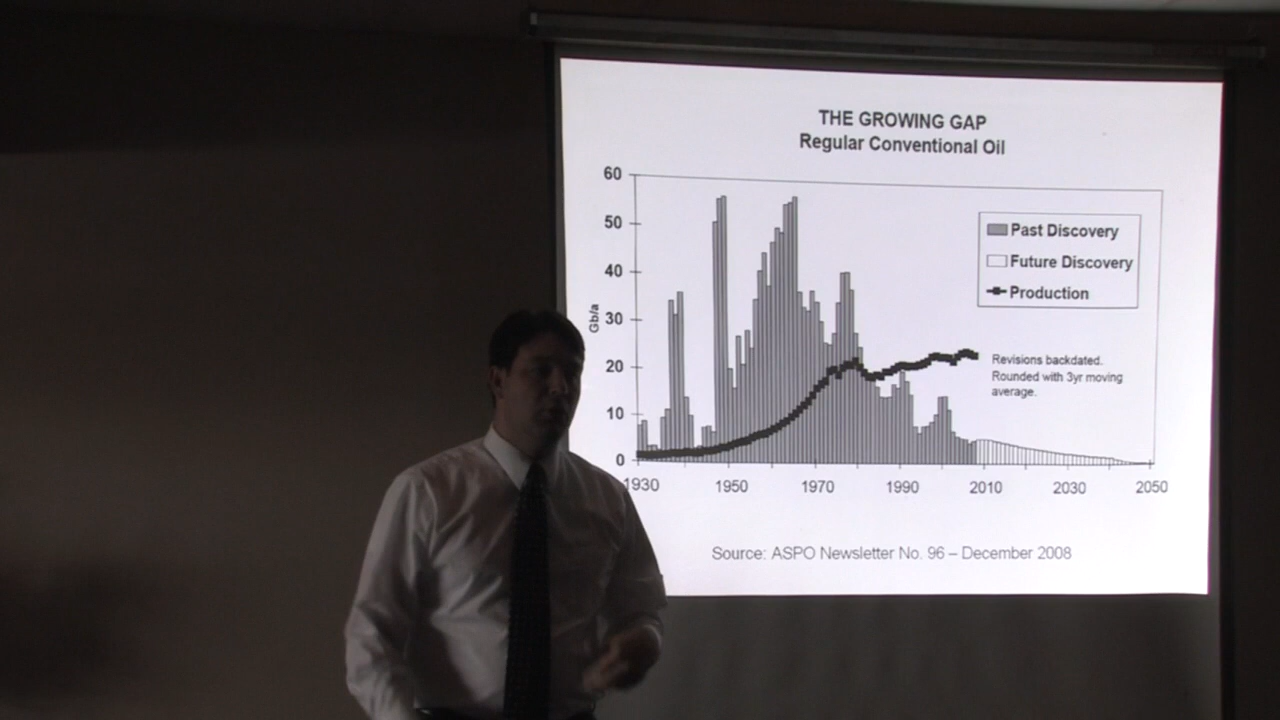 THE GROWING GAP
Regular Conventional Oil
60
50
40
30
20
10
0
Gb/a
Past Discovery
Future Discovery
Production
Revisions backdated.
Rounded with 3yr moving
average.
1930 1950 1970 1990 2010 2030 2050
Source: ASPO Newsletter No. 96 – December 2008